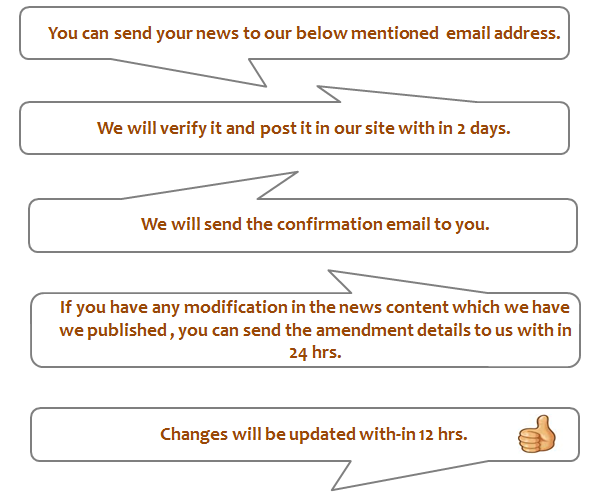 You can send your news to our below mentioned email address.
We will verify it and post it in our site with in 2 days.
We will send the confirmation email to you.
If you have any modification in the news content which we have
we published , you can send the amendment details to us with in
24 hrs.
Changes will be updated with-in 12 hrs.